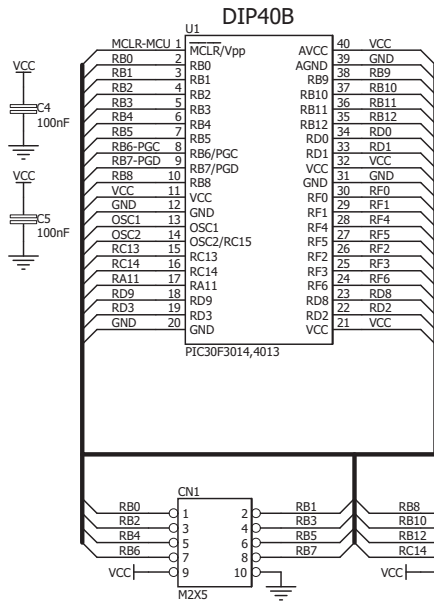 DIP40B
U1
MCLR-MCU 1 MCLR/Vpp AVCC 40 VCC
RB0 2 RB0 AGND 39 GND
RB1 3 RB1 RB9 38 RB9
RB2 4 RB2 RB10 37 RB10
RB3 5 RB3 RB11 36 RB11
RB4 6 RB4 RB12 35 RB12
RB5 7 RB5 RD0 34 RD0
RB6-PGC 8 RB6/PGC RD1 33 RD1
RB7-PGD 9 RB7/PGD VCC 32 VCC
RB8 10 RB8 GND 31 GND
VCC 11 VCC RF0 30 RF0
GND 12 GND RF1 29 RF1
OSC1 13 OSC1 RF4 28 RF4
OSC2 14 OSC2/RC15 RF5 27 RF5
RC13 15 RC13 RF2 26 RF2
RC14 16 RC14 RF3 25 RF3
RA11 17 RA11 RF6 24 RF6
RD9 18 RD9 RD8 23 RD8
RD3 19 RD3 RD2 22 RD2
GND 20 GND VCC 21 VCC
PIC30F3014,4013
VCC
C4
100nF
VCC
C5
100nF
CN1
RB0 1 2 RB1
RB2 3 4 RB3
RB4 5 6 RB5
RB6 7 8 RB7
VCC 9 10
M2X5
RB8
RB10
RB12
RC14
VCC